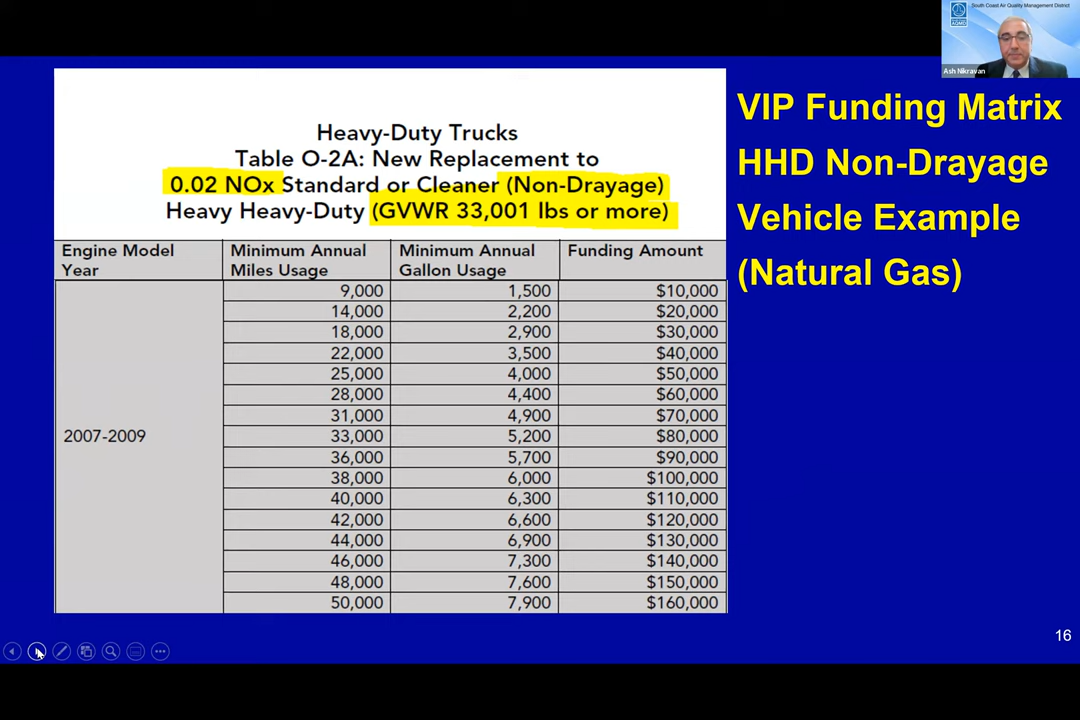 South Coast Air Quality Management District
AQMD
Ash Nikravan
VIP Funding Matrix
HHD Non-Drayage
Vehicle Example
(Natural Gas)
Heavy-Duty Trucks
Table O-2A: New Replacement to
0.02 NOx Standard or Cleaner (Non-Drayage)
Heavy Heavy-Duty (GVWR 33,001 lbs or more)
Engine Model Year Minimum Annual Miles Usage Minimum Annual Gallon Usage Funding Amount
2007-2009
9,000 1,500 $10,000
14,000 2,200 $20,000
18,000 2,900 $30,000
22,000 3,500 $40,000
25,000 4,000 $50,000
28,000 4,400 $60,000
31,000 4,900 $70,000
33,000 5,200 $80,000
36,000 5,700 $90,000
38,000 6,000 $100,000
40,000 6,300 $110,000
42,000 6,600 $120,000
44,000 6,900 $130,000
46,000 7,300 $140,000
48,000 7,600 $150,000
50,000 7,900 $160,000
16